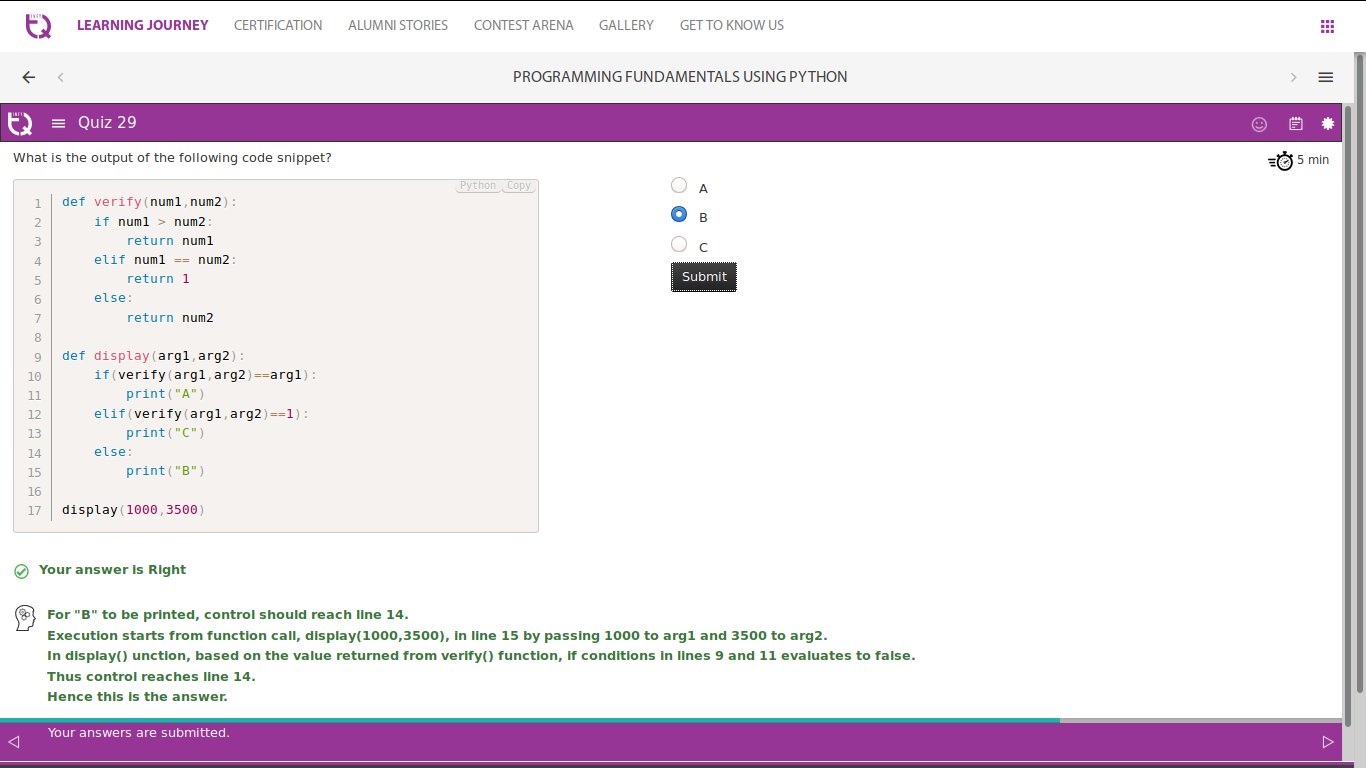 LEARNING JOURNEY CERTIFICATION ALUMNI STORIES CONTEST ARENA GALLERY GET TO KNOW US
PROGRAMMING FUNDAMENTALS USING PYTHON
Quiz 29
What is the output of the following code snippet?
5 min
Python Copy
1 def verify(num1,num2):
2     if num1 > num2:
3         return num1
4     elif num1 == num2:
5         return 1
6     else:
7         return num2
8
9 def display(arg1,arg2):
10     if(verify(arg1,arg2)==arg1):
11         print("A")
12     elif(verify(arg1,arg2)==1):
13         print("C")
14     else:
15         print("B")
16
17 display(1000,3500)
A
B
C
Submit
Your answer is Right
For "B" to be printed, control should reach line 14.
Execution starts from function call, display(1000,3500), in line 15 by passing 1000 to arg1 and 3500 to arg2.
In display() unction, based on the value returned from verify() function, if conditions in lines 9 and 11 evaluates to false.
Thus control reaches line 14.
Hence this is the answer.
Your answers are submitted.